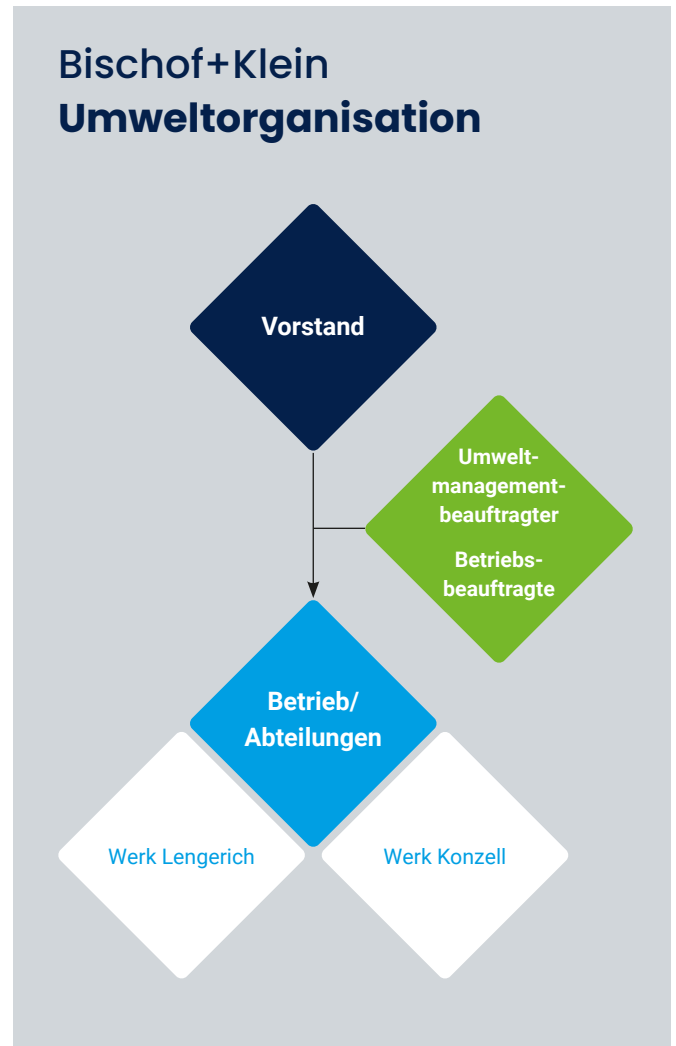 Bischof+Klein
Umweltorganisation
Vorstand
Umwelt-
management-
beauftragter
Betriebs-
beauftragte
Betrieb/
Abteilungen
Werk Lengerich
Werk Konzell